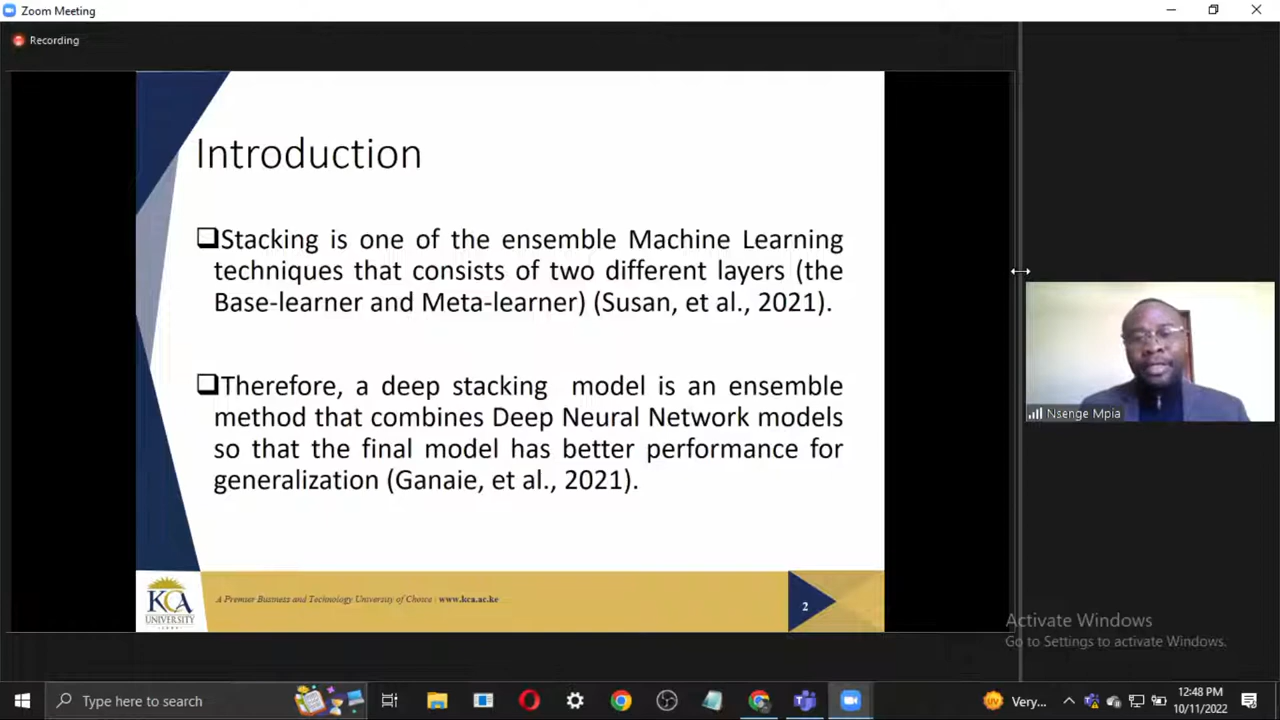 Zoom Meeting
Recording
Introduction
Stacking is one of the ensemble Machine Learning
techniques that consists of two different layers (the
Base-learner and Meta-learner) (Susan, et al., 2021).
Therefore, a deep stacking model is an ensemble
method that combines Deep Neural Network models
so that the final model has better performance for
generalization (Ganaie, et al., 2021).
Nsenge Mpia
KCA
UNIVERSITY
A Premier Business and Technology University of Choice | www.kca.ac.ke
2
Activate Windows
Go to Settings to activate Windows.
Type here to search
Very...
12:48 PM
10/11/2022